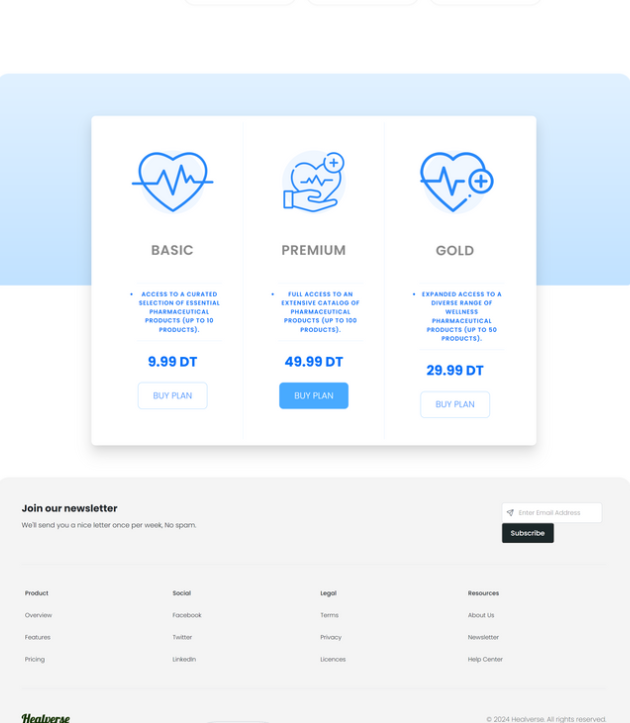 BASIC
• ACCESS TO A CURATED
SELECTION OF ESSENTIAL
PHARMACEUTICAL
PRODUCTS (UP TO 10
PRODUCTS).
9.99 DT
BUY PLAN
PREMIUM
• FULL ACCESS TO AN
EXTENSIVE CATALOG OF
PHARMACEUTICAL
PRODUCTS (UP TO 100
PRODUCTS).
49.99 DT
BUY PLAN
GOLD
• EXPANDED ACCESS TO A
DIVERSE RANGE OF
WELLNESS
PHARMACEUTICAL
PRODUCTS (UP TO 50
PRODUCTS).
29.99 DT
BUY PLAN
Join our newsletter
We'll send you a nice letter once per week, No spam.
Enter Email Address
Subscribe
Product
Overview
Features
Pricing
Social
Facebook
Twitter
LinkedIn
Legal
Terms
Privacy
Licences
Resources
About Us
Newsletter
Help Center
Healverse
© 2024 Healverse. All rights reserved.